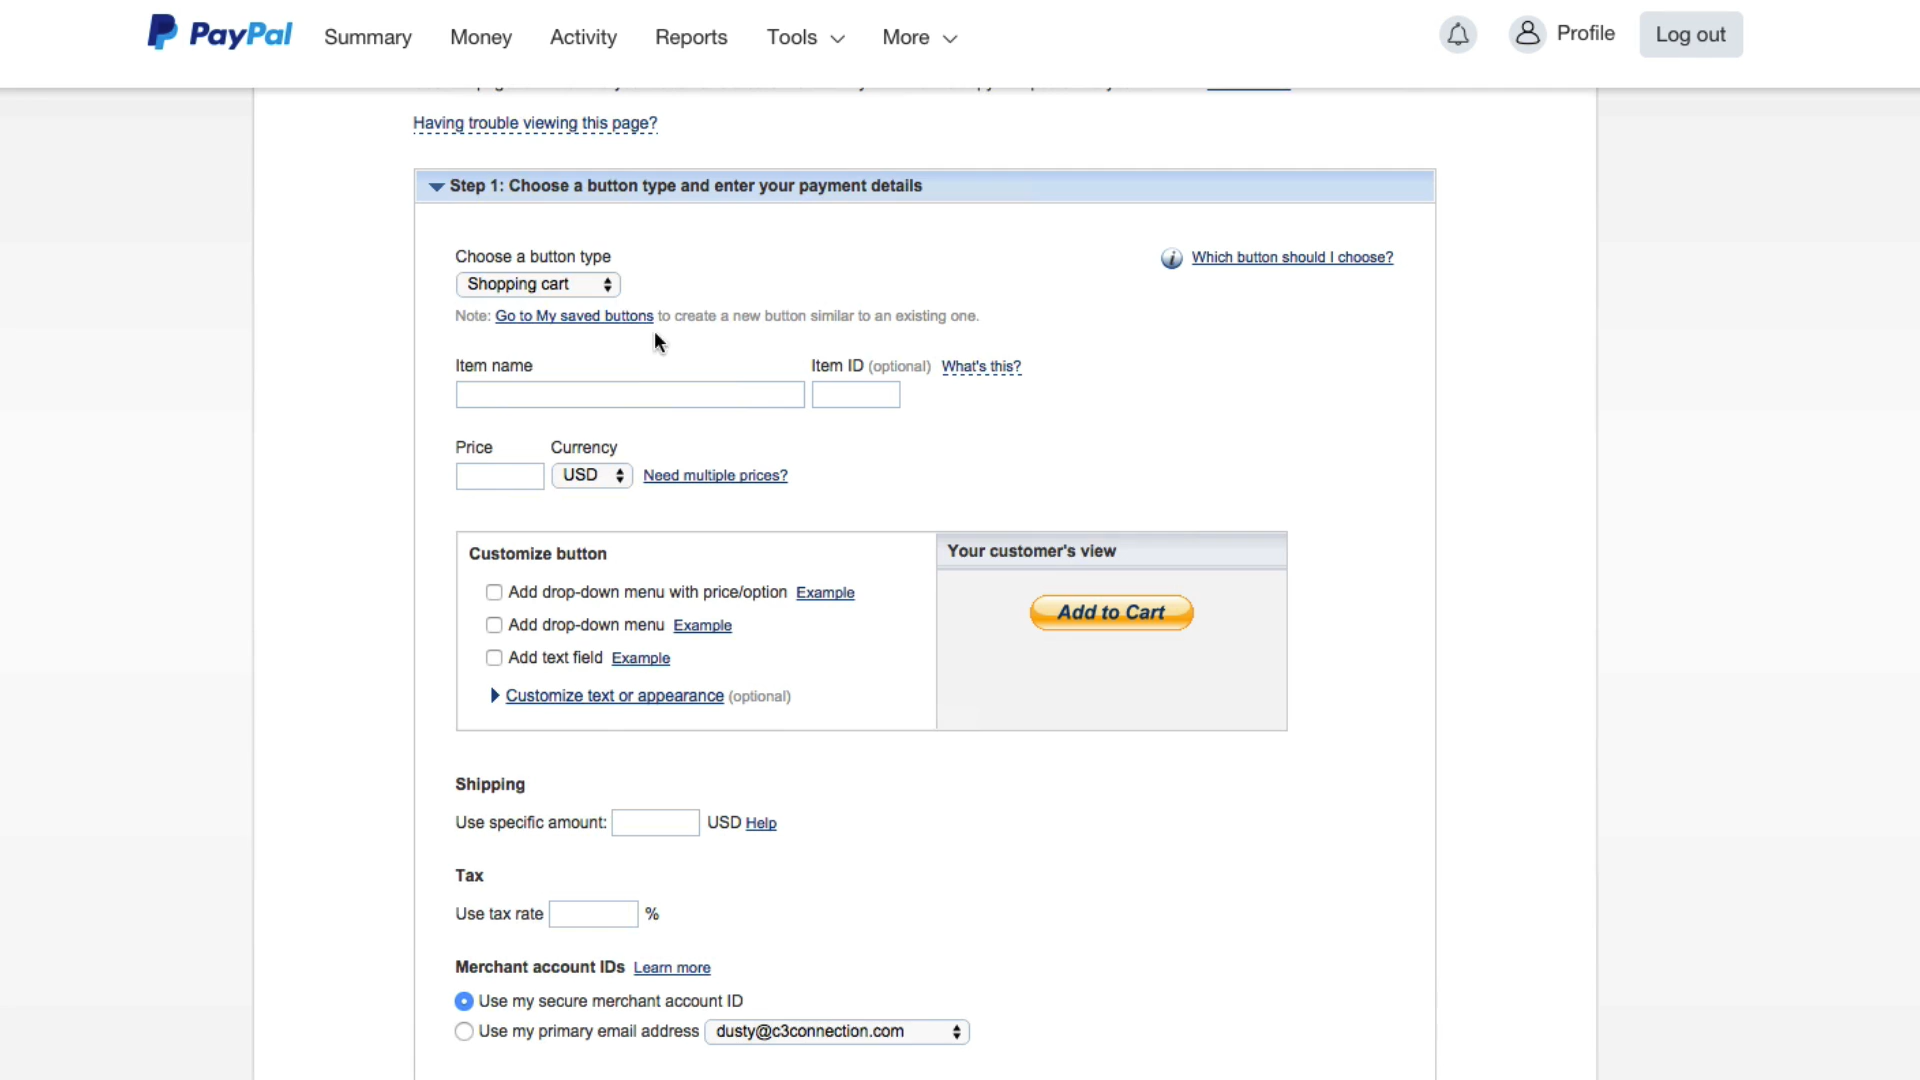 PayPal Summary Money Activity Reports Tools More Profile Log out
Having trouble viewing this page?
Step 1: Choose a button type and enter your payment details
Choose a button type
Which button should I choose?
Shopping cart
Note: Go to My saved buttons to create a new button similar to an existing one.
Item name Item ID (optional) What's this?
Price Currency
USD Need multiple prices?
Customize button
Your customer's view
Add drop-down menu with price/option Example
Add to Cart
Add drop-down menu Example
Add text field Example
Customize text or appearance (optional)
Shipping
Use specific amount: USD Help
Tax
Use tax rate %
Merchant account IDs Learn more
Use my secure merchant account ID
Use my primary email address dusty@c3connection.com